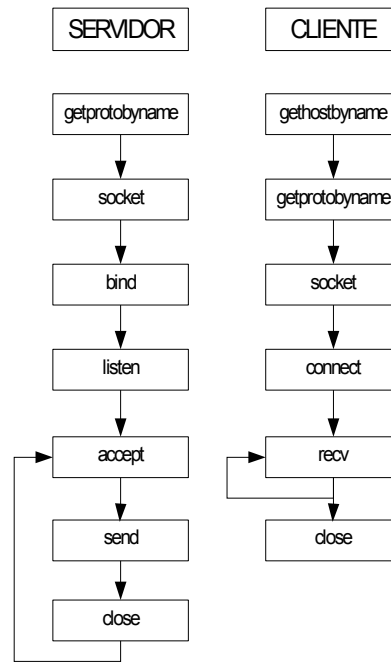 SERVIDOR
CLIENTE
getprotobyname
gethostbyname
socket
getprotobyname
bind
socket
listen
connect
accept
recv
send
close
close